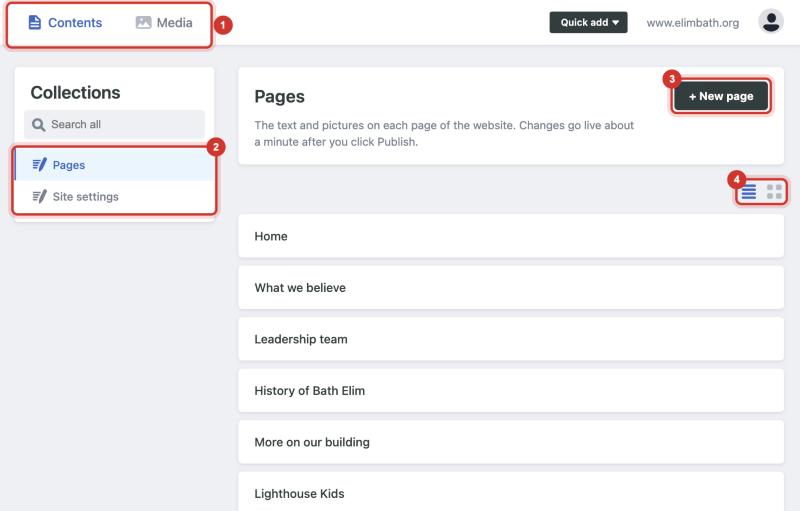 Contents
Media
1
Quick add
www.elimbath.org
Collections
Search all
2
Pages
Site settings
Pages
3
+ New page
The text and pictures on each page of the website. Changes go live about
a minute after you click Publish.
4
Home
What we believe
Leadership team
History of Bath Elim
More on our building
Lighthouse Kids